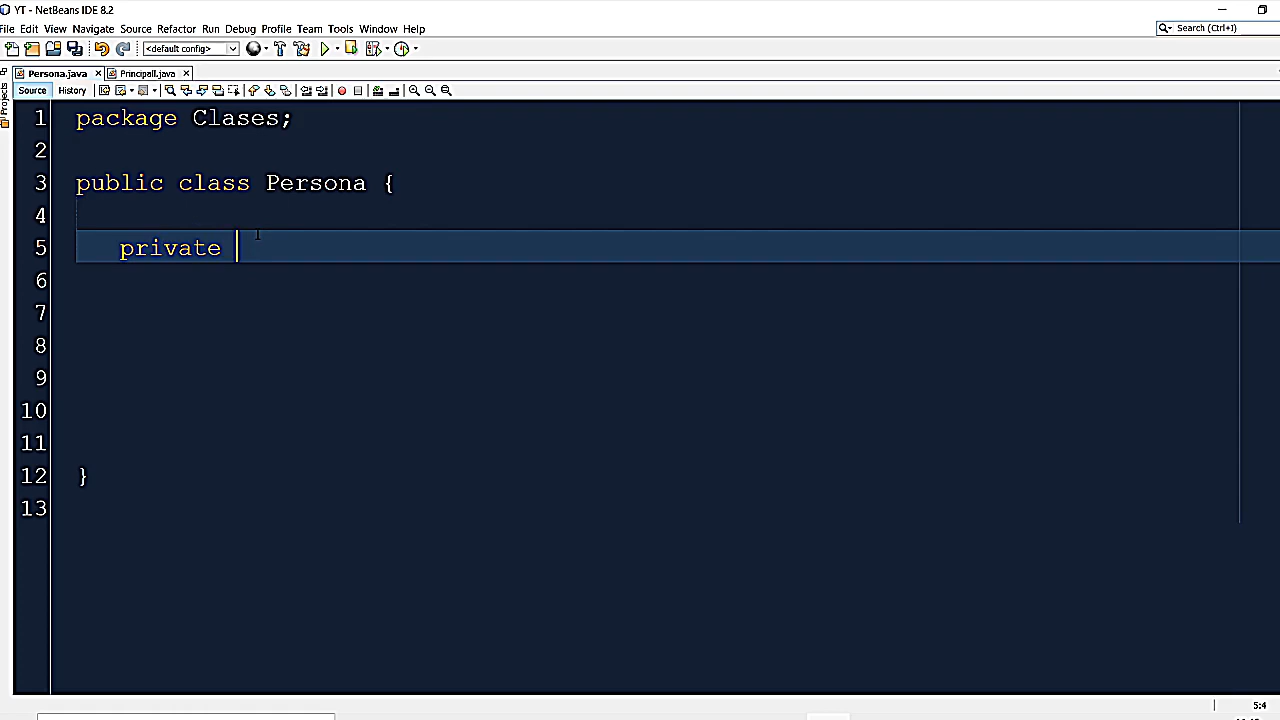 YT - NetBeans IDE 8.2
File Edit View Navigate Source Refactor Run Debug Profile Team Tools Window Help
<default config>
Search (Ctrl+I)
Persona.java
Principall.java
Projects
Source History
1 package Clases;
2
3 public class Persona {
4
5 private
6
7
8
9
10
11
12 }
13
5:4